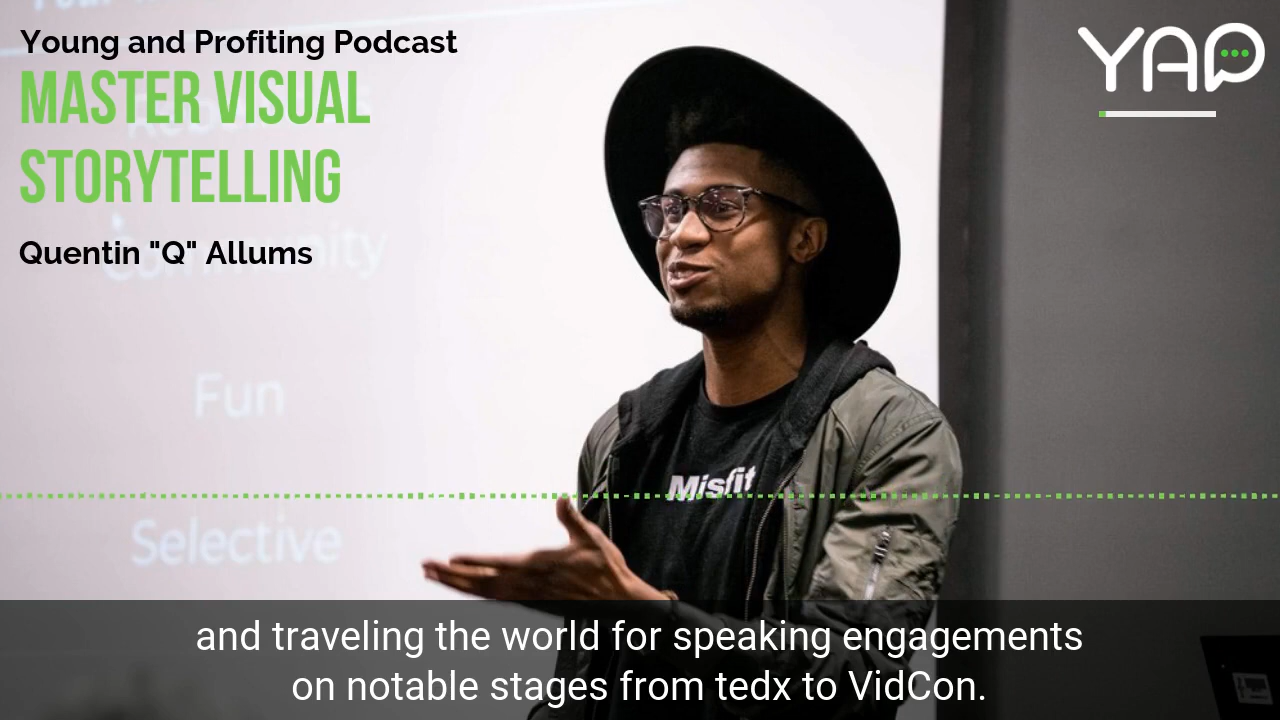 Young and Profiting Podcast
MASTER VISUAL
STORYTELLING
Quentin "Q" Allums
YAP
Community
Fun
Selective
Misfit
and traveling the world for speaking engagements
on notable stages from tedx to VidCon.